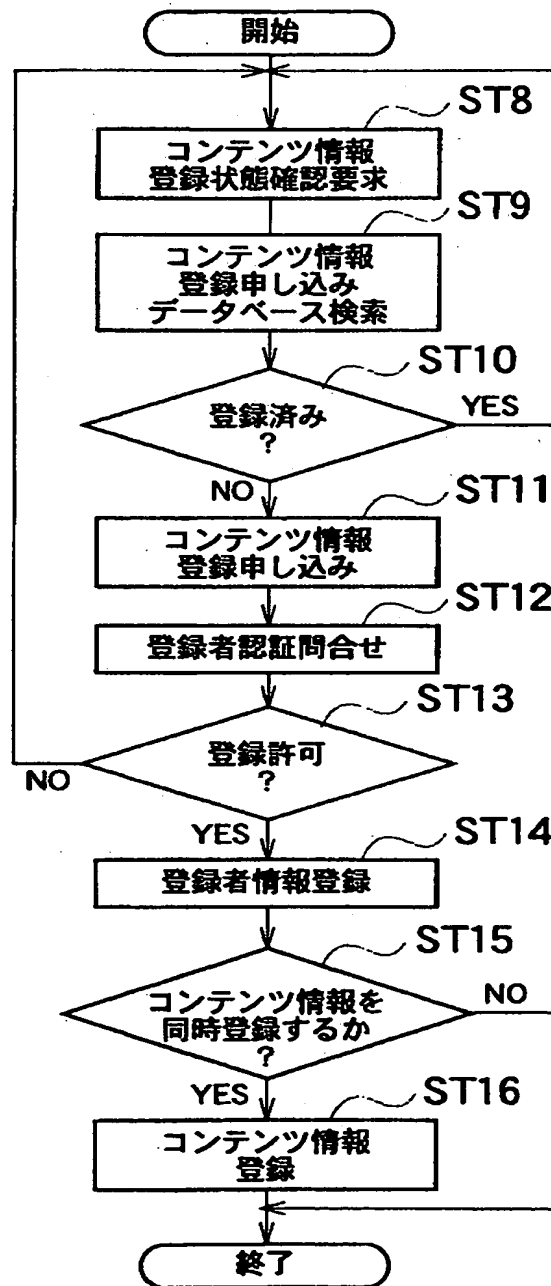 開始
ST8
コンテンツ情報
登録状態確認要求
ST9
コンテンツ情報
登録申し込み
データベース検索
ST10
登録済み
?
YES
NO
ST11
コンテンツ情報
登録申し込み
ST12
登録者認証問合せ
ST13
登録許可
?
NO
YES
ST14
登録者情報登録
ST15
コンテンツ情報を
同時登録するか
?
NO
YES
ST16
コンテンツ情報
登録
終了